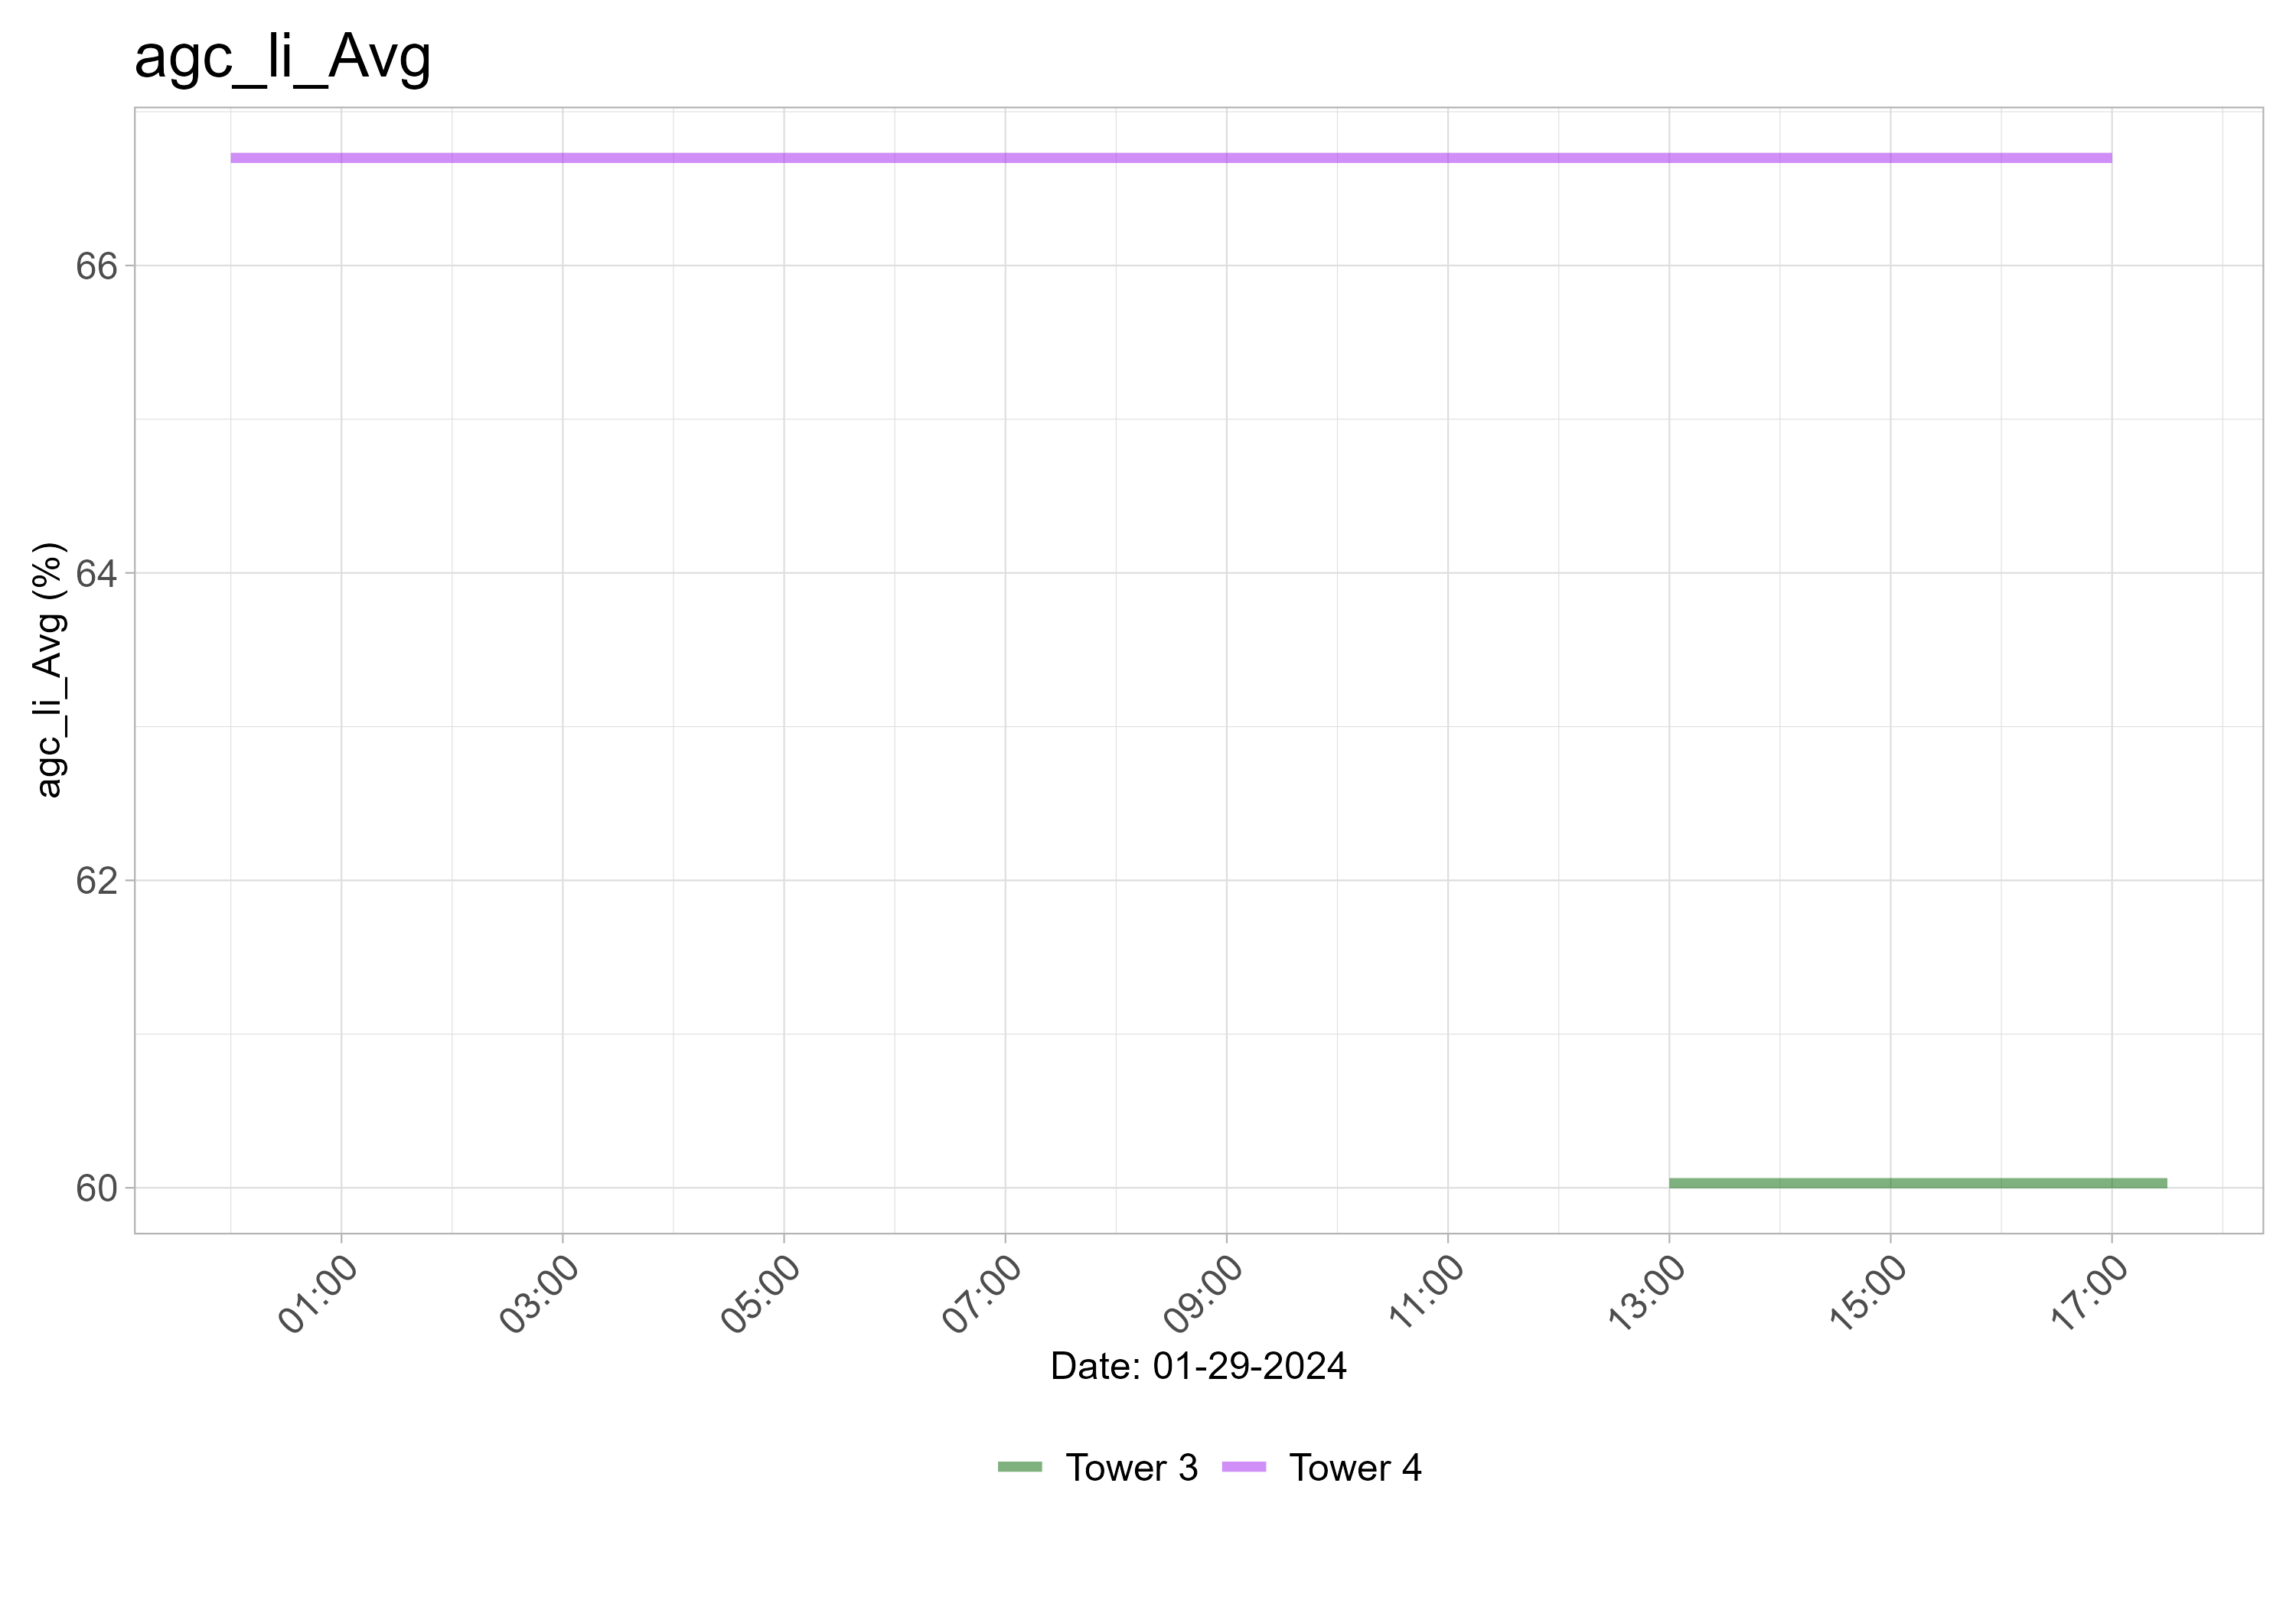 agc_li_Avg
agc_li_Avg (%)
66
64
62
60
01:00 03:00 05:00 07:00 09:00 11:00 13:00 15:00 17:00
Date: 01-29-2024
Tower 3 Tower 4